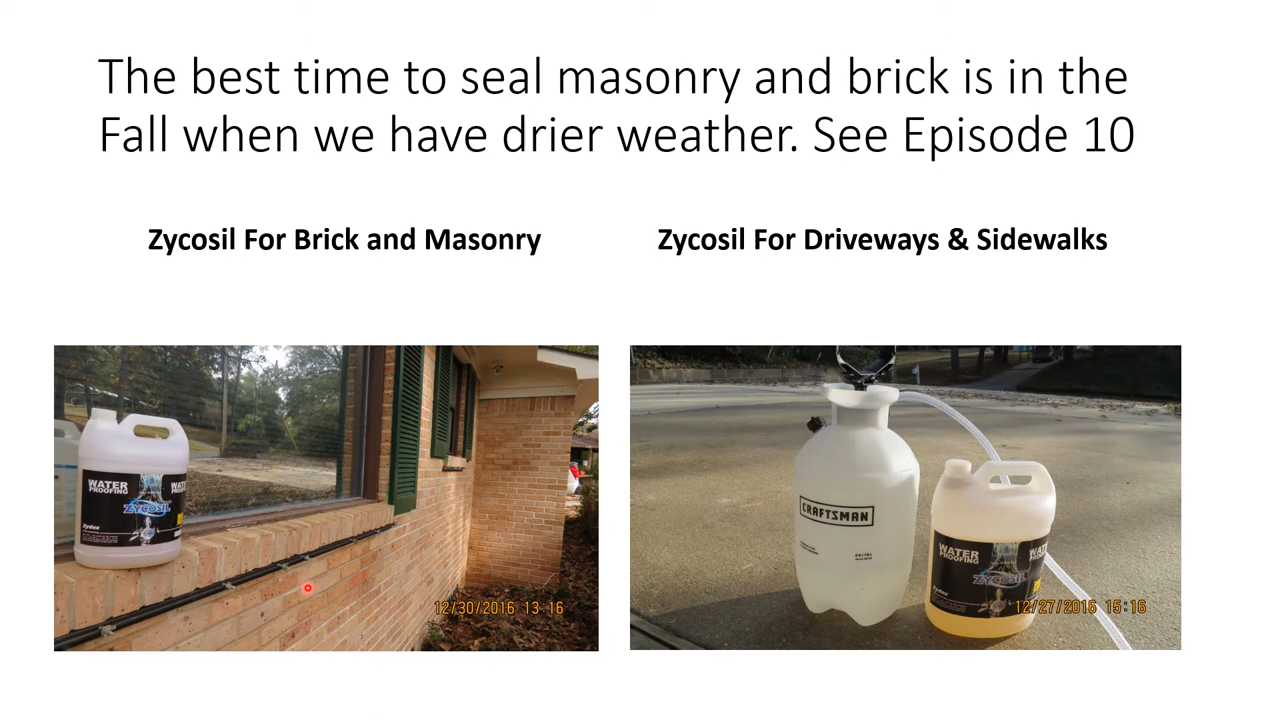 The best time to seal masonry and brick is in the
Fall when we have drier weather. See Episode 10
Zycosil For Brick and Masonry
Zycosil For Driveways & Sidewalks
WATER
PROOFING
ZYCOSIL
Zydex
12/30/2016 13:16
CRAFTSMAN
WATER
PROOFING
ZYCOSIL
Zydex
12/27/2016 15:16